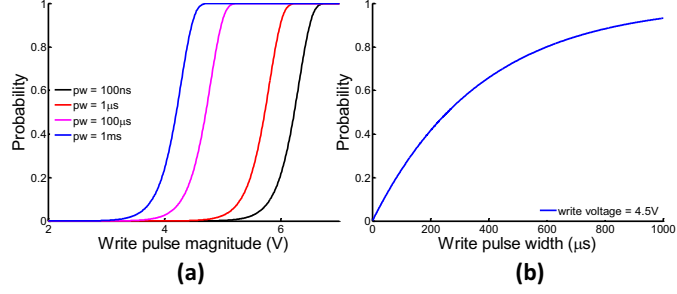 1
0.8
0.6
0.4
0.2
0
Probability
pw = 100ns
pw = 1μs
pw = 100μs
pw = 1ms
2
4
6
Write pulse magnitude (V)
(a)
1
0.8
0.6
0.4
0.2
0
Probability
write voltage = 4.5V
0
200
400
600
800
1000
Write pulse width (μs)
(b)